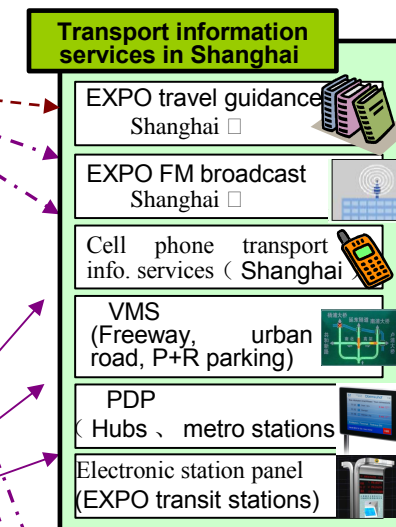 Transport information
services in Shanghai
EXPO travel guidance
Shanghai □
EXPO FM broadcast
Shanghai □
Cell phone transport
info. services（ Shanghai ）
VMS
(Freeway, urban
road, P+R parking)
PDP
（ Hubs 、 metro stations
Electronic station panel
(EXPO transit stations)